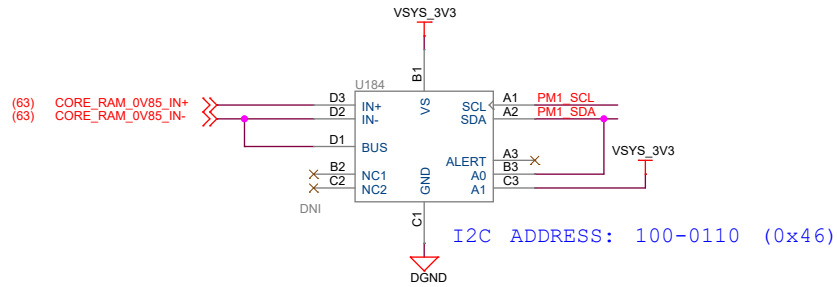 VSYS_3V3
B1
U184
(63) CORE_RAM_0V85_IN+ D3 IN+ VS SCL A1 PM1_SCL
(63) CORE_RAM_0V85_IN- D2 IN- SDA A2 PM1_SDA
D1 BUS
VSYS_3V3
ALERT A3
B2 NC1 A0 B3
C2 NC2 GND A1 C3
DNI
C1
I2C ADDRESS: 100-0110 (0x46)
DGND